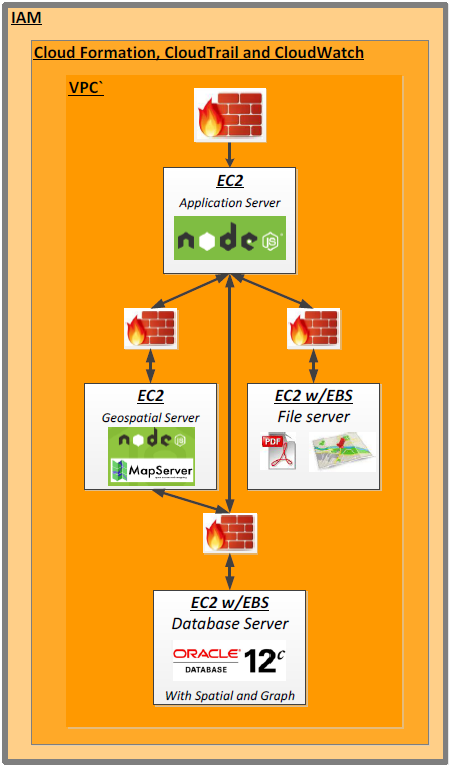 IAM
Cloud Formation, CloudTrail and CloudWatch
VPC`
EC2
Application Server
node JS
EC2
Geospatial Server
node JS
MapServer
EC2 w/EBS
File server
PDF
EC2 w/EBS
Database Server
ORACLE®
DATABASE
12c
With Spatial and Graph